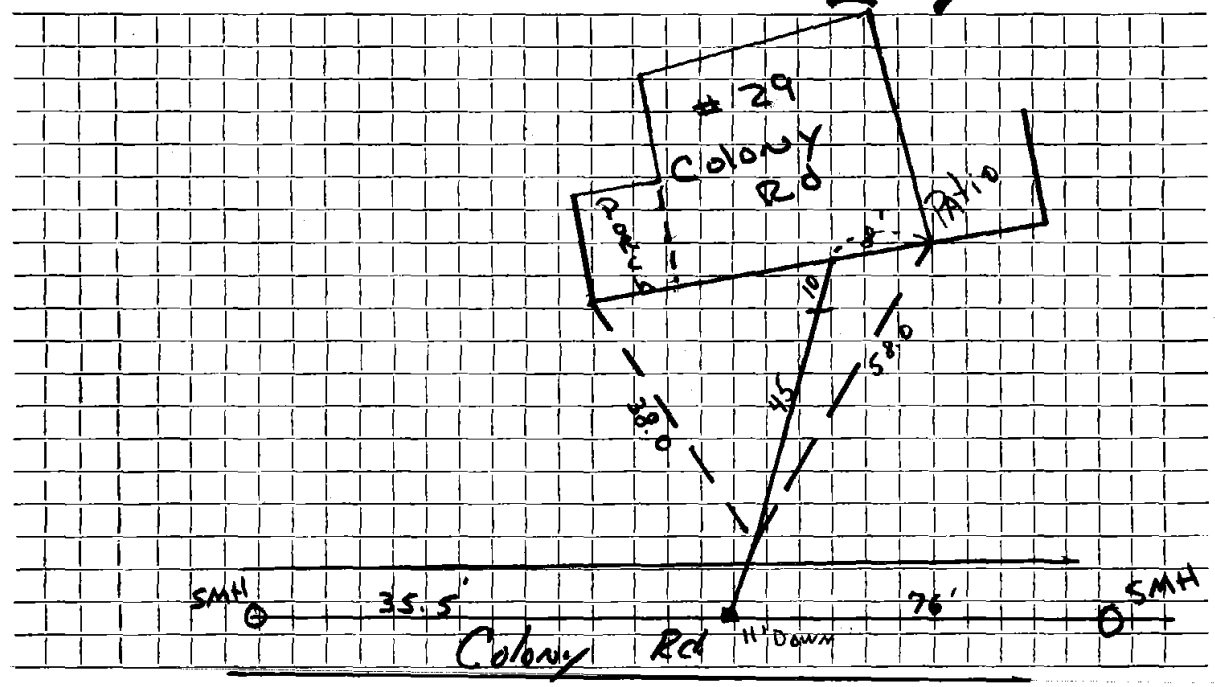 # 29
Colony
Rd
Porch
Patio
8'
10
45
38.0
58.0
SMH
35.5'
76'
SMH
11' Down
Colony Rd